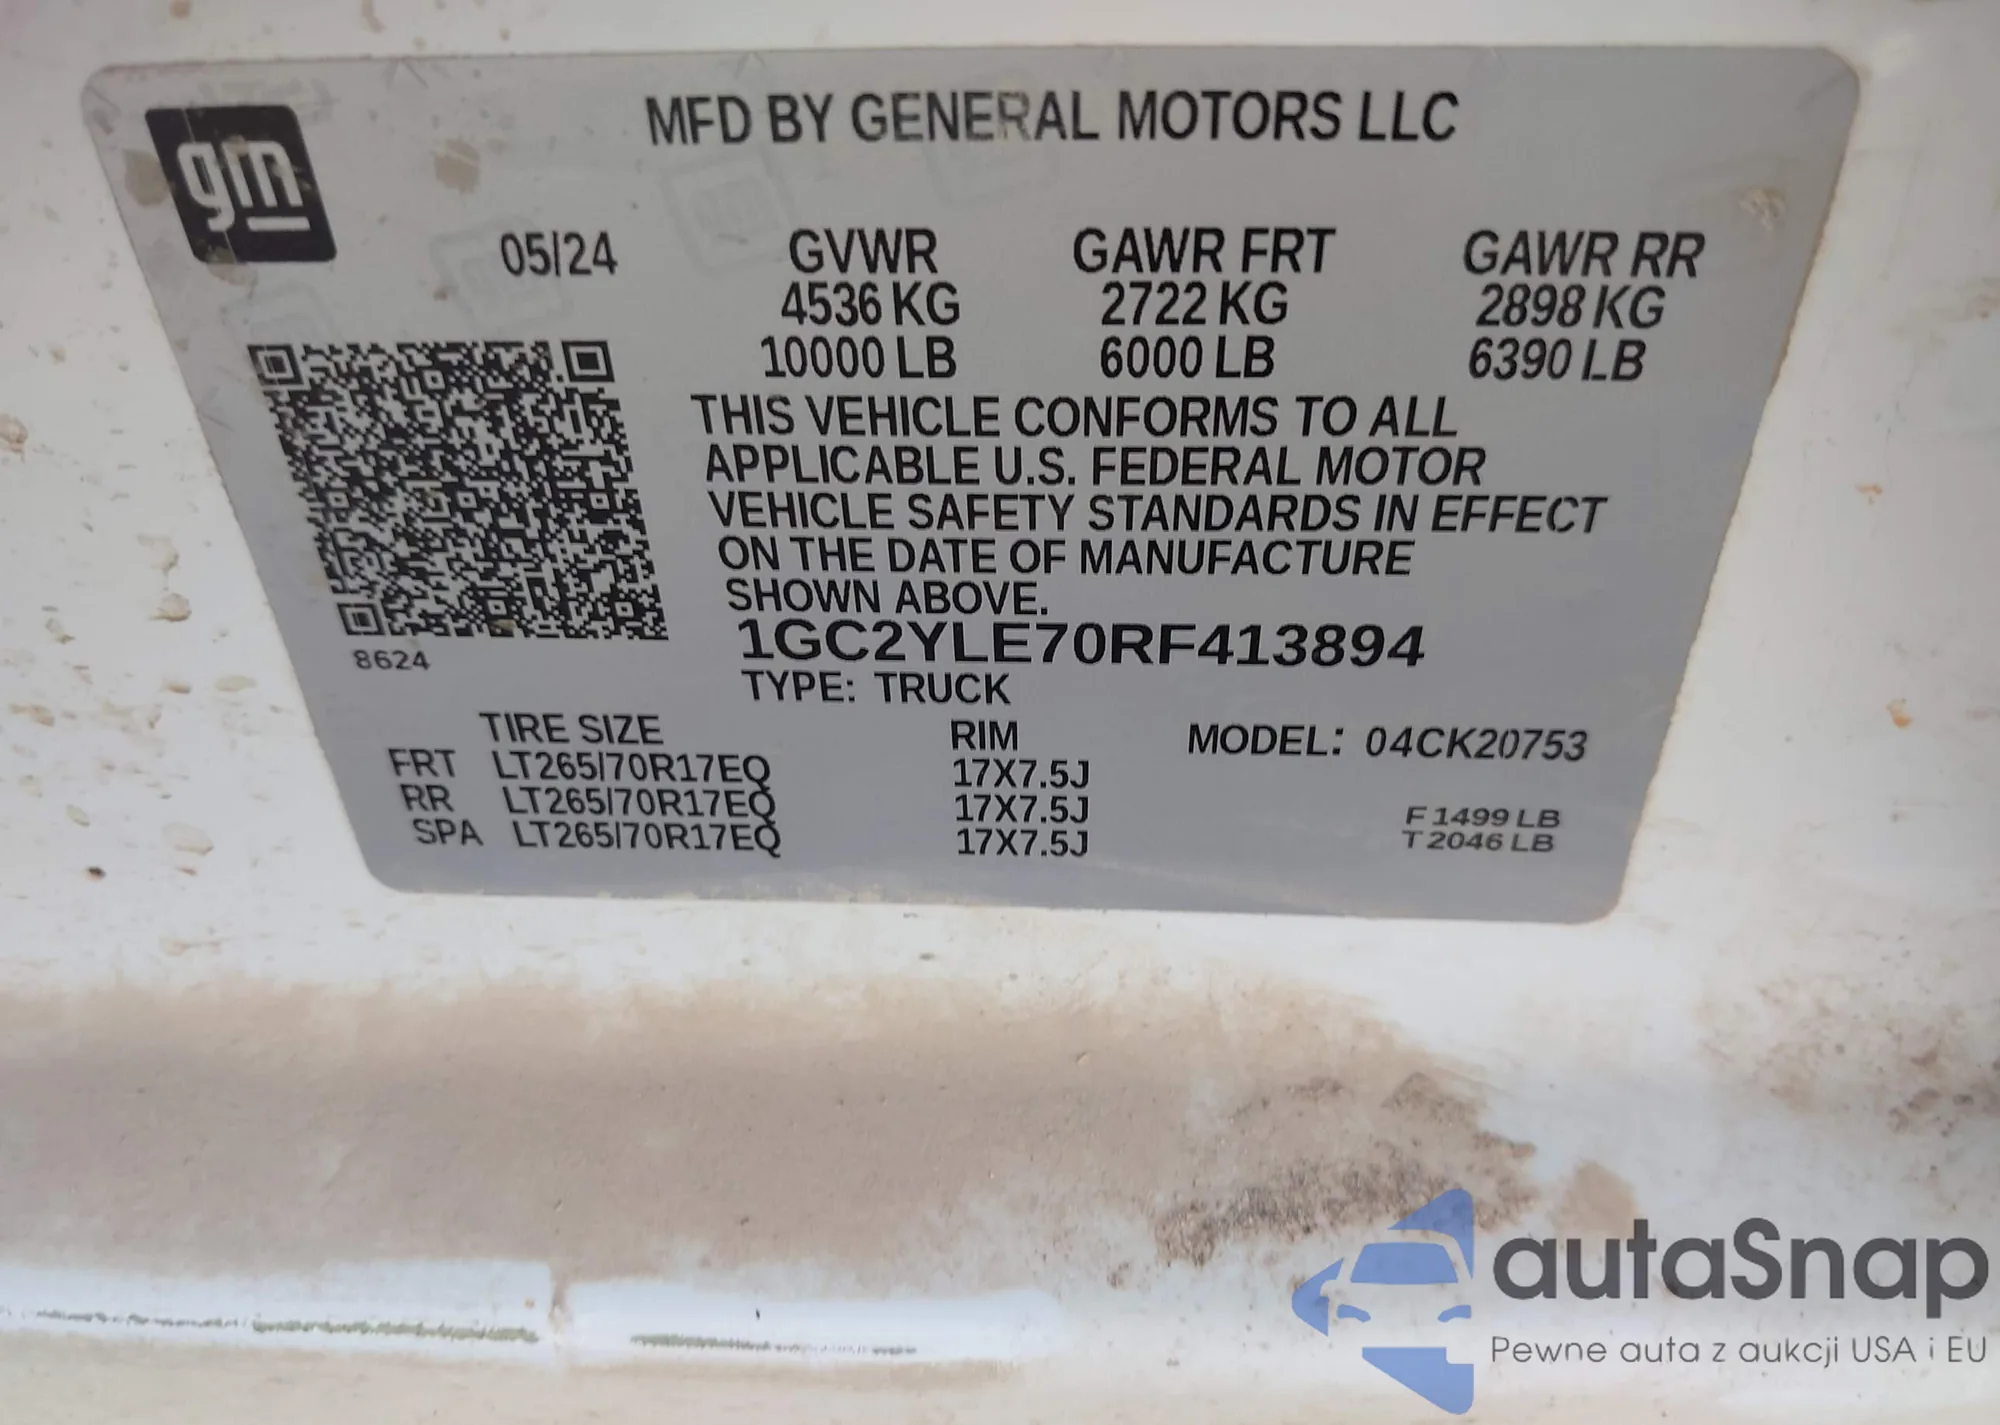 gm
MFD BY GENERAL MOTORS LLC
05/24
GVWR
4536 KG
10000 LB
GAWR FRT
2722 KG
6000 LB
GAWR RR
2898 KG
6390 LB
THIS VEHICLE CONFORMS TO ALL
APPLICABLE U.S. FEDERAL MOTOR
VEHICLE SAFETY STANDARDS IN EFFECT
ON THE DATE OF MANUFACTURE
SHOWN ABOVE.
1GC2YLE70RF413894
8624
TYPE: TRUCK
TIRE SIZE RIM
FRT LT265/70R17EQ 17X7.5J
RR LT265/70R17EQ 17X7.5J
SPA LT265/70R17EQ 17X7.5J
MODEL: 04CK20753
F 1499 LB
T 2046 LB
autaSnap
Pewne auta z aukcji USA i EU